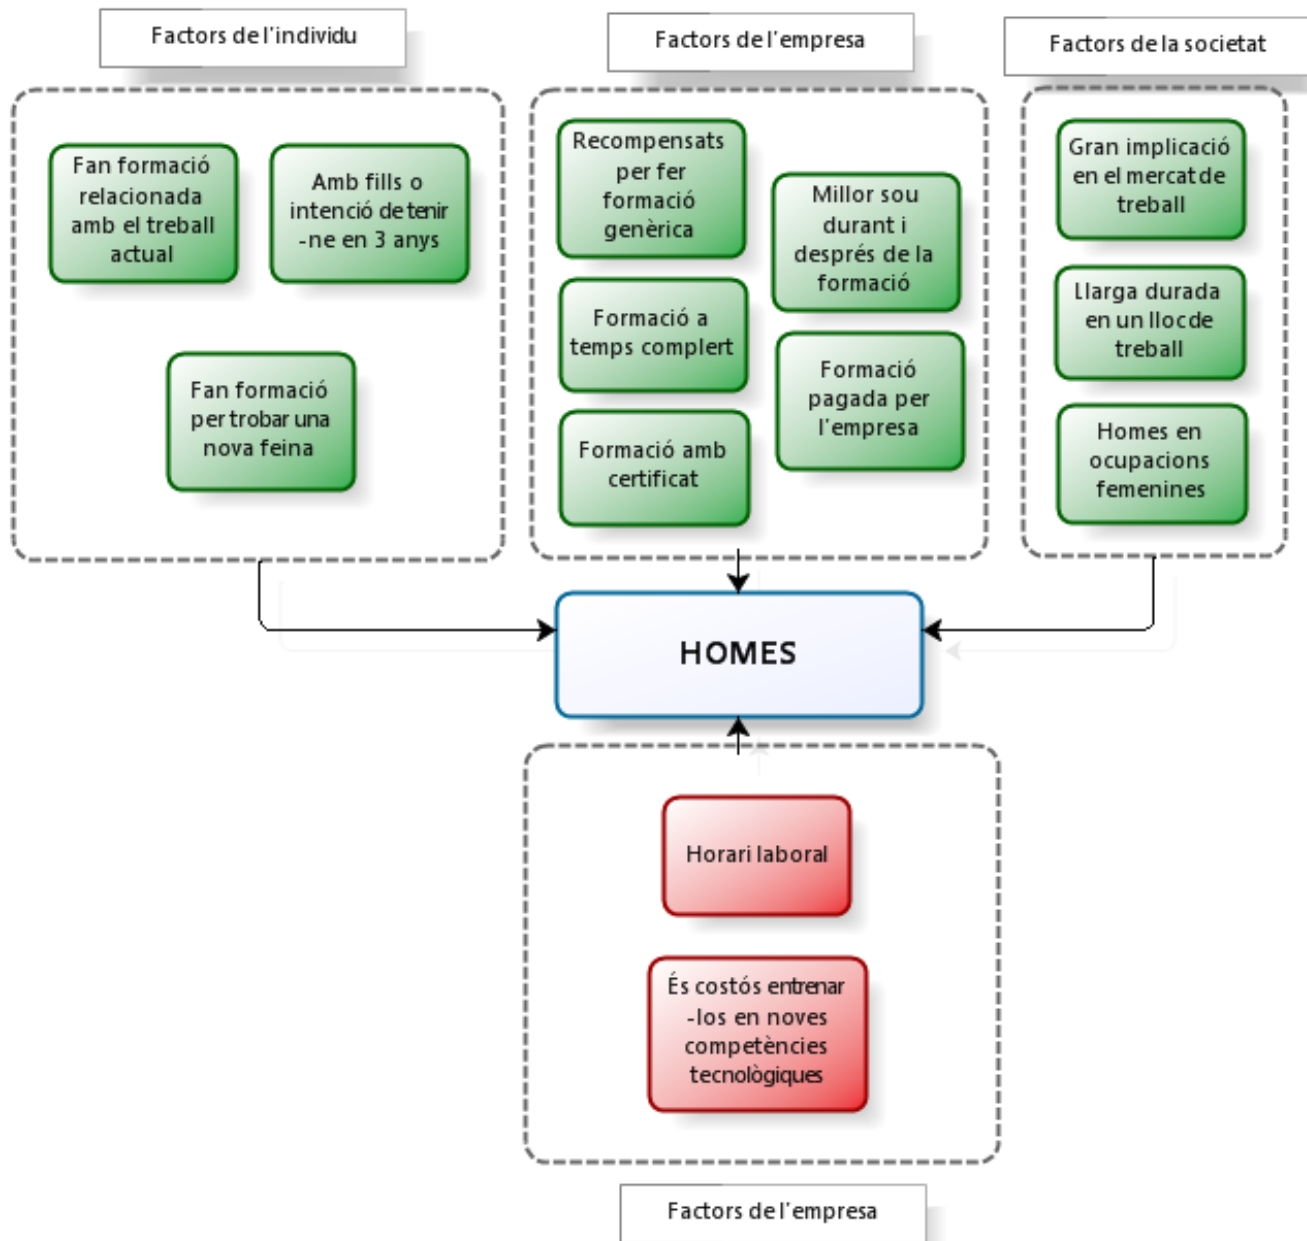 Factors de l'individu
Factors de l'empresa
Factors de la societat
Fan formació
relacionada
amb el treball
actual
Amb fills o
intenció de tenir
-ne en 3 anys
Fan formació
per trobar una
nova feina
Recompensats
per fer
formació
genèrica
Millor sou
durant i
després de la
formació
Formació a
temps complert
Formació
pagada per
l'empresa
Formació amb
certificat
Gran implicació
en el mercat de
treball
Llarga durada
en un lloc de
treball
Homes en
ocupacions
femenines
HOMES
Horari laboral
És costós entrenar
-los en noves
competències
tecnològiques
Factors de l'empresa